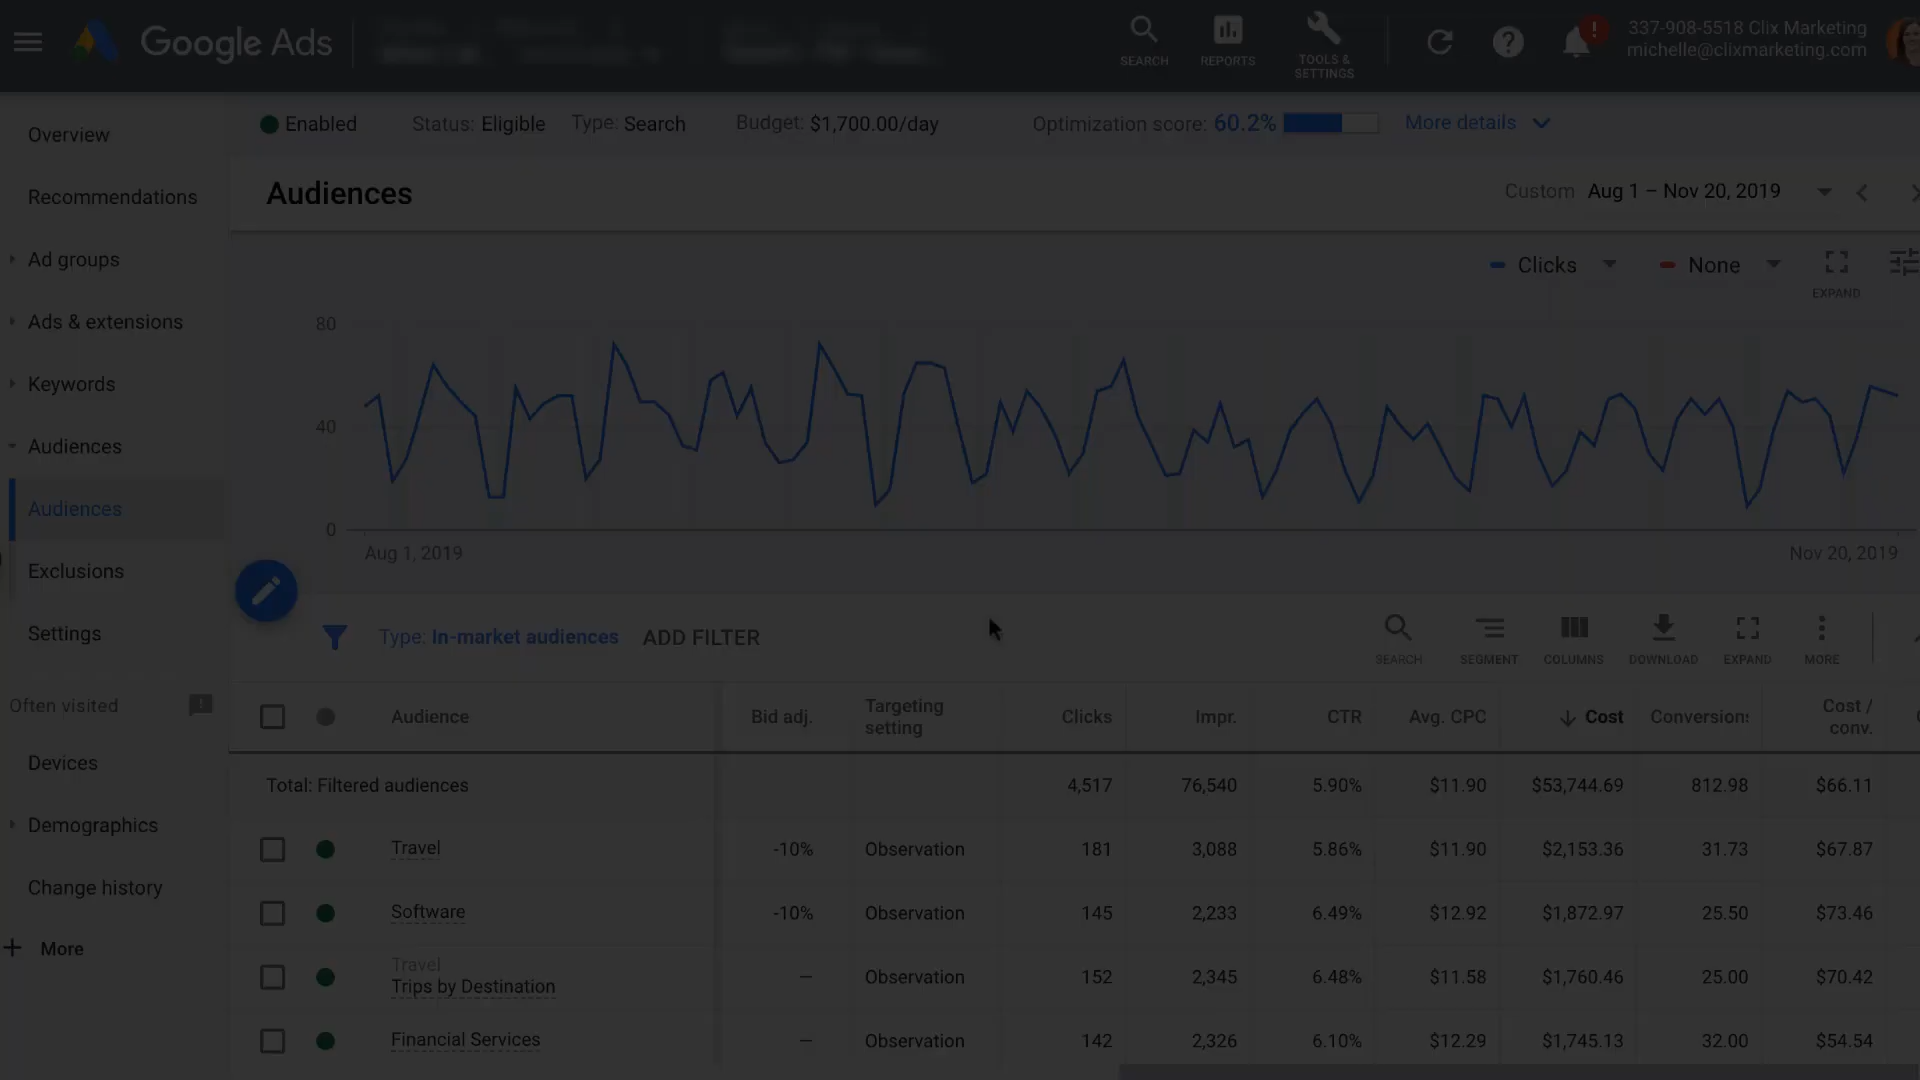 Google Ads
SEARCH
REPORTS
TOOLS &
SETTINGS
337-908-5518 Clix Marketing
michelle@clixmarketing.com
Overview
Recommendations
Ad groups
Ads & extensions
Keywords
Audiences
Audiences
Exclusions
Settings
Often visited
Devices
Demographics
Change history
More
Enabled Status: Eligible Type: Search Budget: $1,700.00/day Optimization score: 60.2% More details
Audiences
Custom Aug 1 – Nov 20, 2019
Clicks None
EXPAND
80
40
0
Aug 1, 2019 Nov 20, 2019
Type: In-market audiences ADD FILTER
SEARCH SEGMENT COLUMNS DOWNLOAD EXPAND MORE
Audience Bid adj. Targeting setting Clicks Impr. CTR Avg. CPC Cost Conversions Cost / conv.
Total: Filtered audiences 4,517 76,540 5.90% $11.90 $53,744.69 812.98 $66.11
Travel -10% Observation 181 3,088 5.86% $11.90 $2,153.36 31.73 $67.87
Software -10% Observation 145 2,233 6.49% $12.92 $1,872.97 25.50 $73.46
Travel
Trips by Destination — Observation 152 2,345 6.48% $11.58 $1,760.46 25.00 $70.42
Financial Services — Observation 142 2,326 6.10% $12.29 $1,745.13 32.00 $54.54